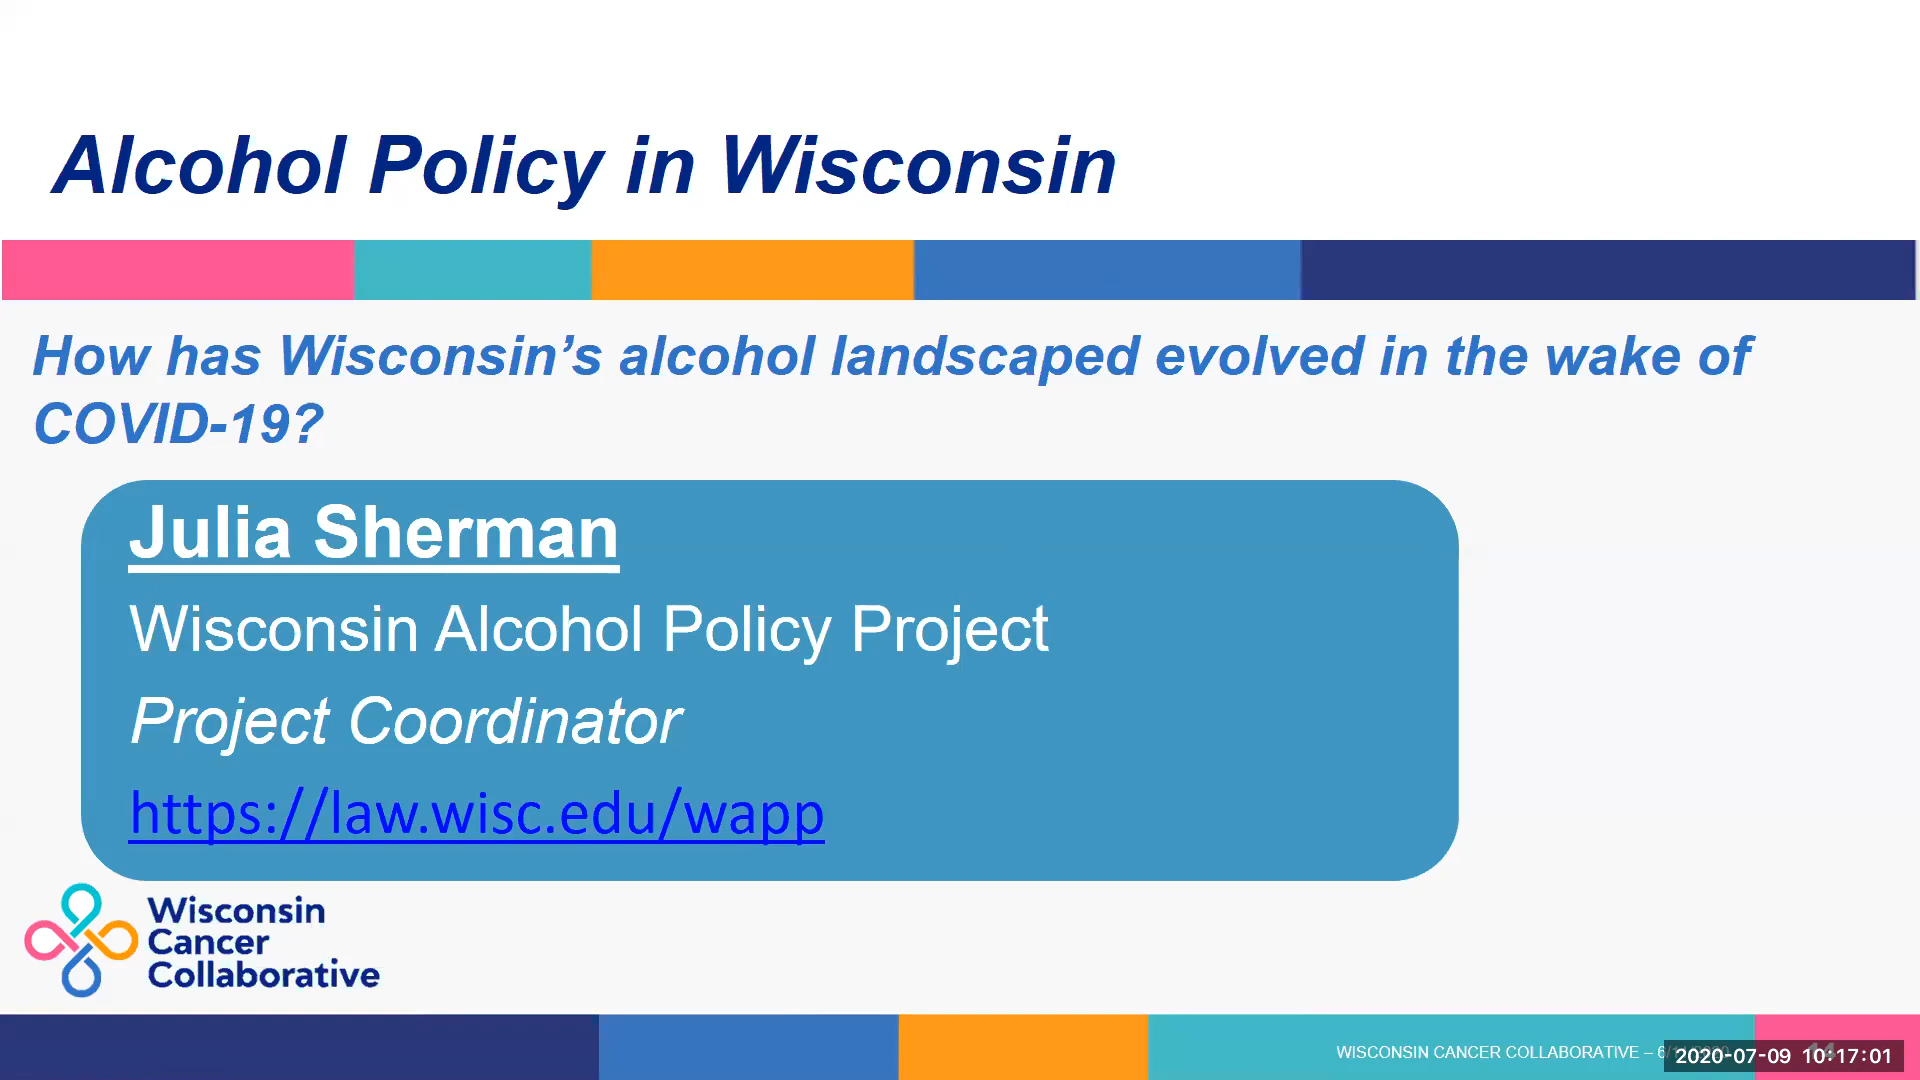 Alcohol Policy in Wisconsin
How has Wisconsin’s alcohol landscaped evolved in the wake of
COVID-19?
Julia Sherman
Wisconsin Alcohol Policy Project
Project Coordinator
https://law.wisc.edu/wapp
Wisconsin
Cancer
Collaborative
WISCONSIN CANCER COLLABORATIVE –
2020-07-09 10:17:01